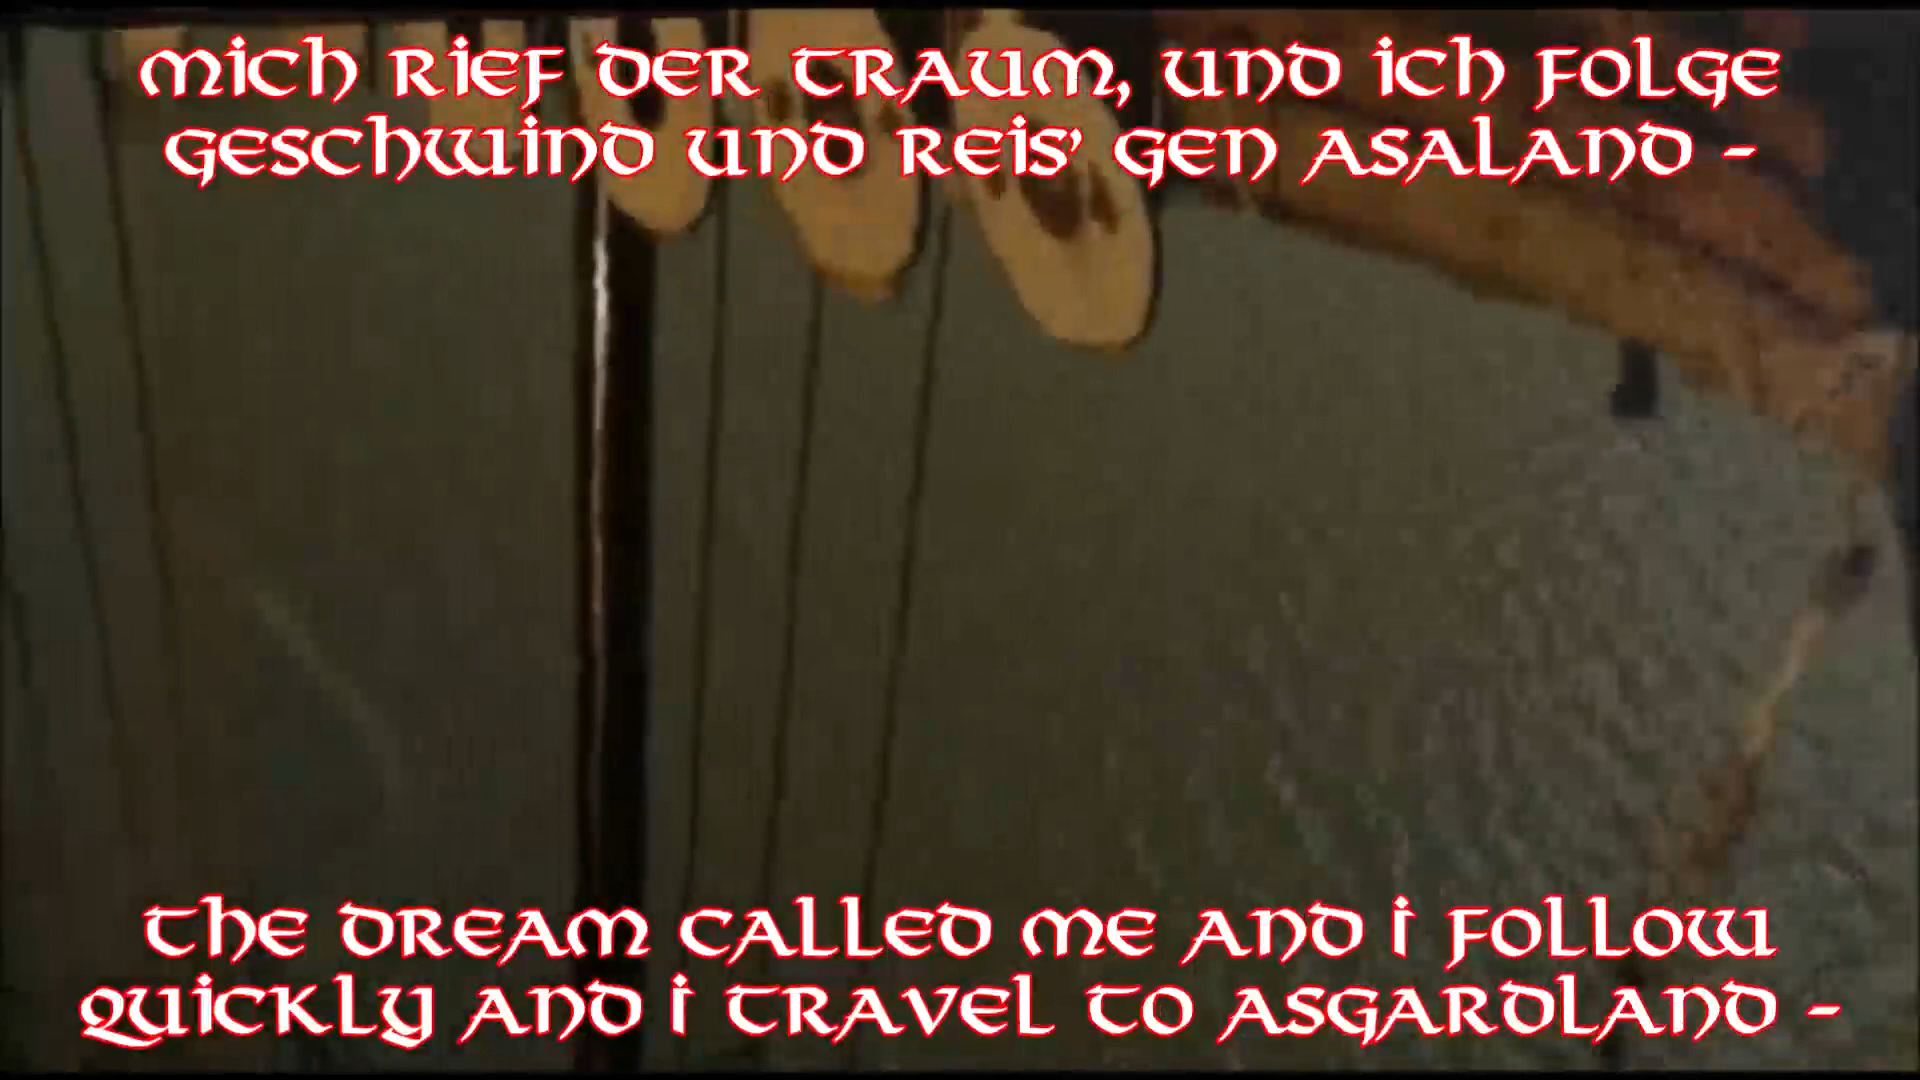 mich rief der traum, und ich folge
geschwind und reis' gen asaland -
the dream called me and i follow
quickly and i travel to asgardland -